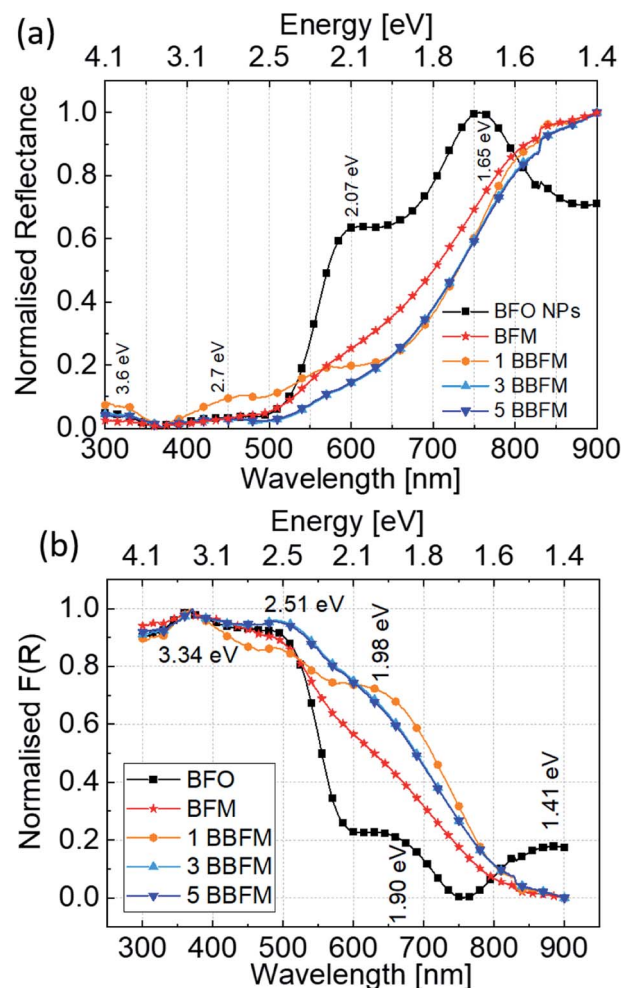 (a)
Energy [eV]
4.1 3.1 2.5 2.1 1.8 1.6 1.4
Normalised Reflectance
1.0
0.8
0.6
0.4
0.2
0.0
3.6 eV
2.7 eV
2.07 eV
1.65 eV
BFO NPs
BFM
1 BBFM
3 BBFM
5 BBFM
300 400 500 600 700 800 900
Wavelength [nm]
(b)
Energy [eV]
4.1 3.1 2.5 2.1 1.8 1.6 1.4
Normalised F(R)
1.0
0.8
0.6
0.4
0.2
0.0
3.34 eV
2.51 eV
1.98 eV
1.90 eV
1.41 eV
BFO
BFM
1 BBFM
3 BBFM
5 BBFM
300 400 500 600 700 800 900
Wavelength [nm]